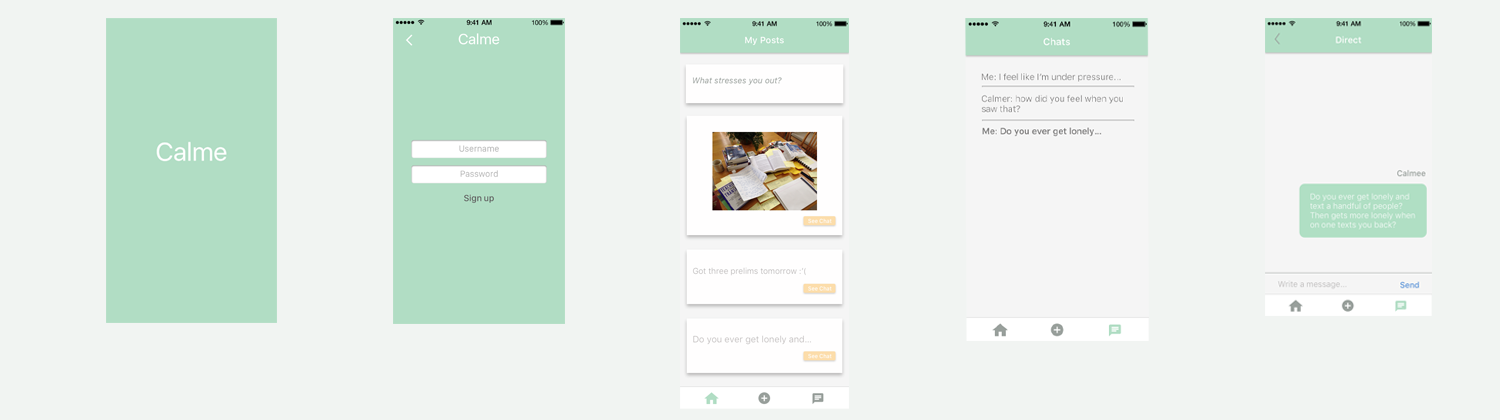 Calme
9:41 AM
100%
Calme
Username
Password
Sign up
9:41 AM
100%
My Posts
What stresses you out?
See Chat
Got three prelims tomorrow :'(
See Chat
Do you ever get lonely and...
See Chat
9:41 AM
100%
Chats
Me: I feel like I'm under pressure...
Calmer: how did you feel when you
saw that?
Me: Do you ever get lonely...
9:41 AM
100%
Direct
Calmee
Do you ever get lonely and
text a handful of people?
Then gets more lonely when
on one texts you back?
Write a message...
Send